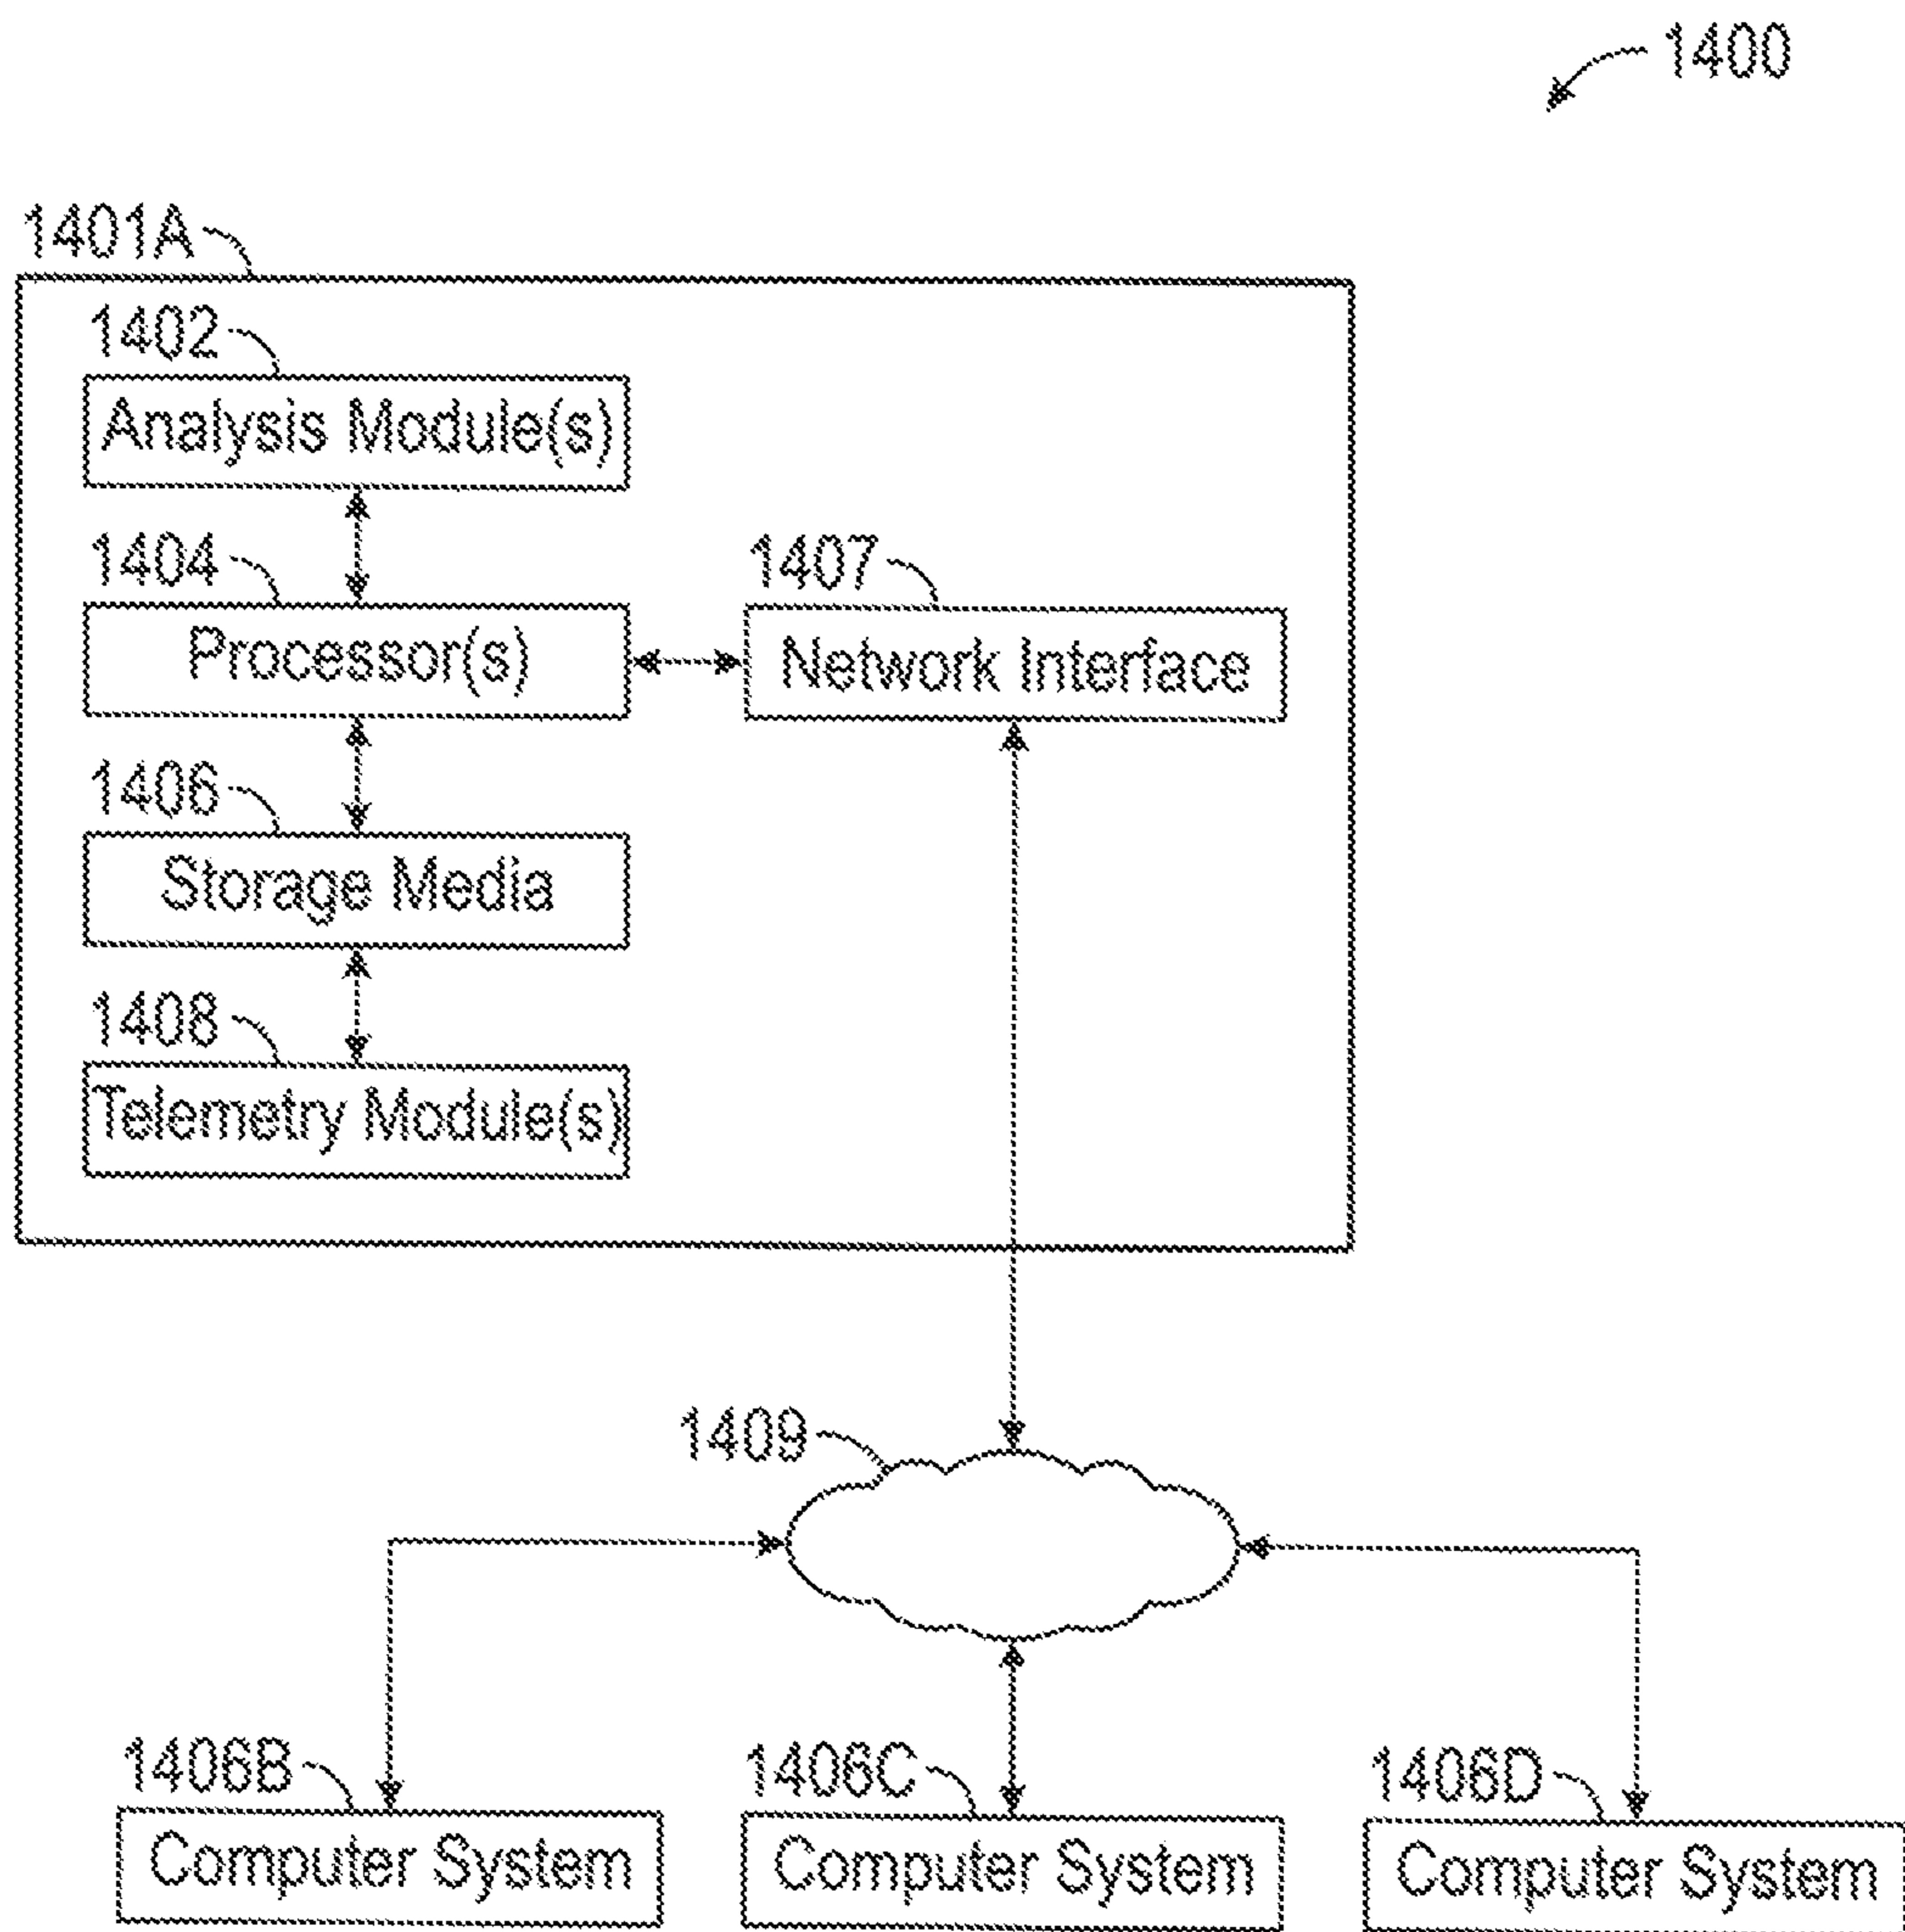 1400
1401A
1402
Analysis Module(s)
1404
1407
Processor(s)
Network Interface
1406
Storage Media
1408
Telemetry Module(s)
1409
1406B
1406C
1406D
Computer System
Computer System
Computer System